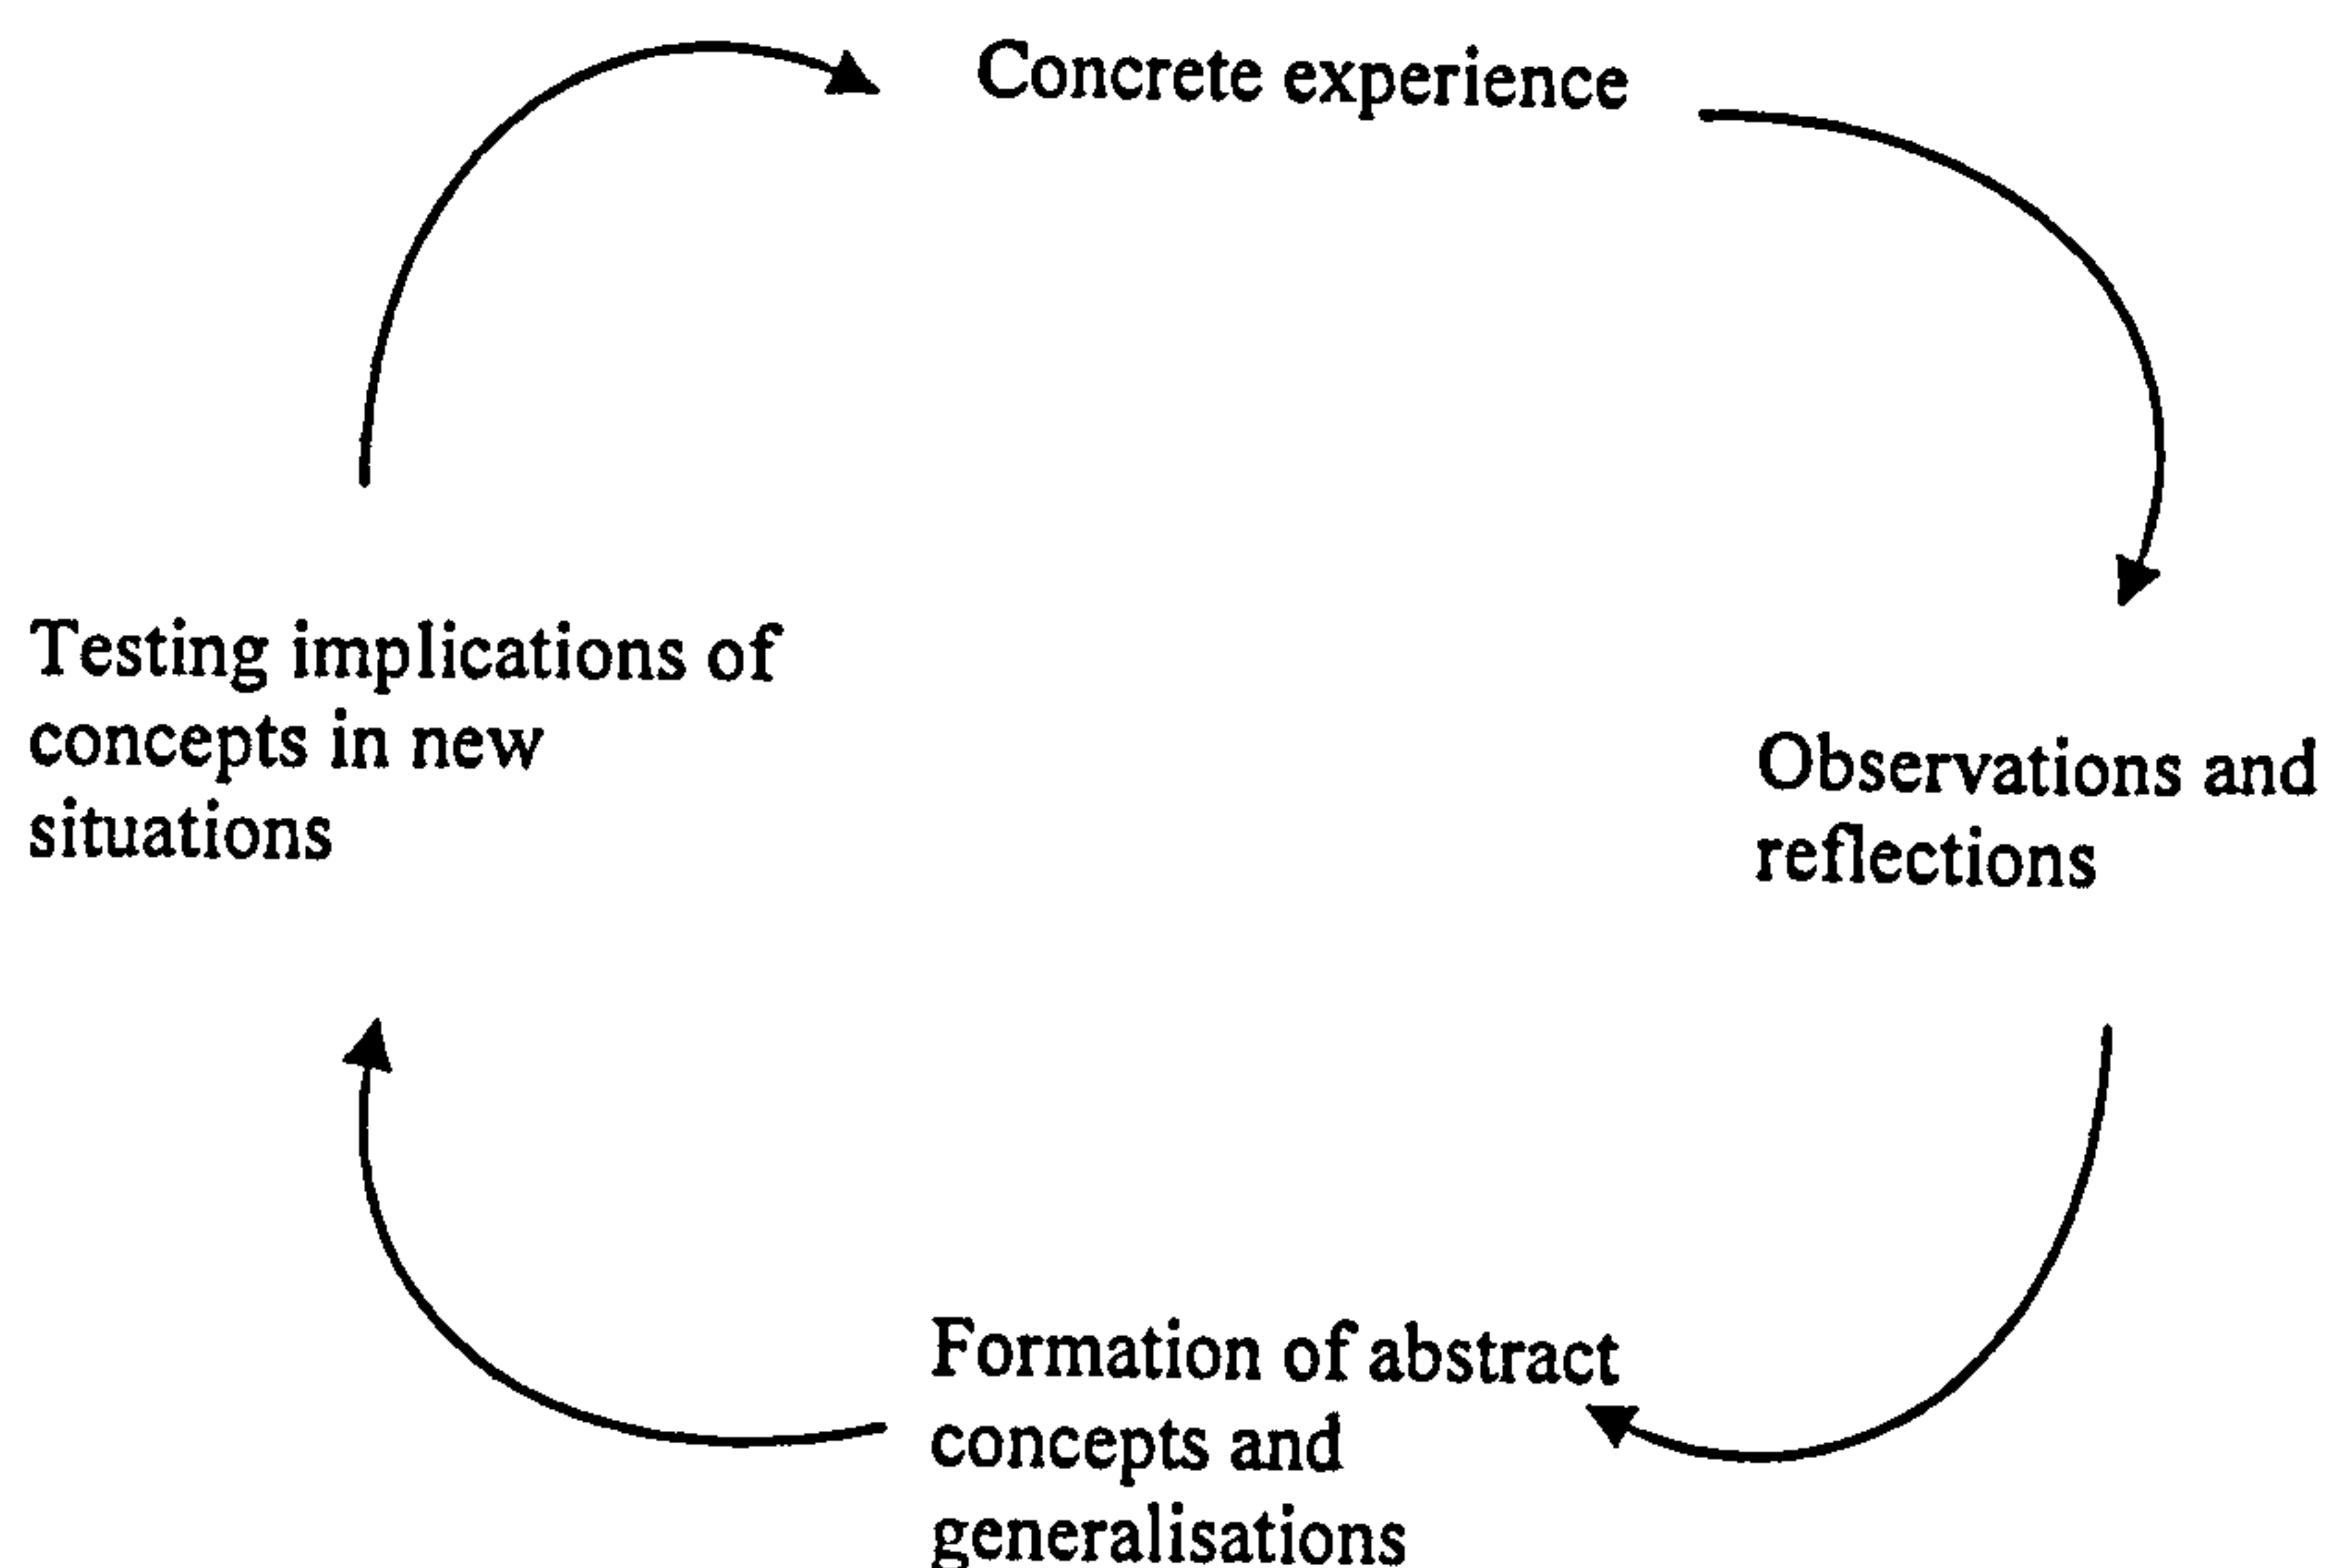 Concrete experience
Testing implications of
concepts in new
situations
Observations and
reflections
Formation of abstract
concepts and
generalisations